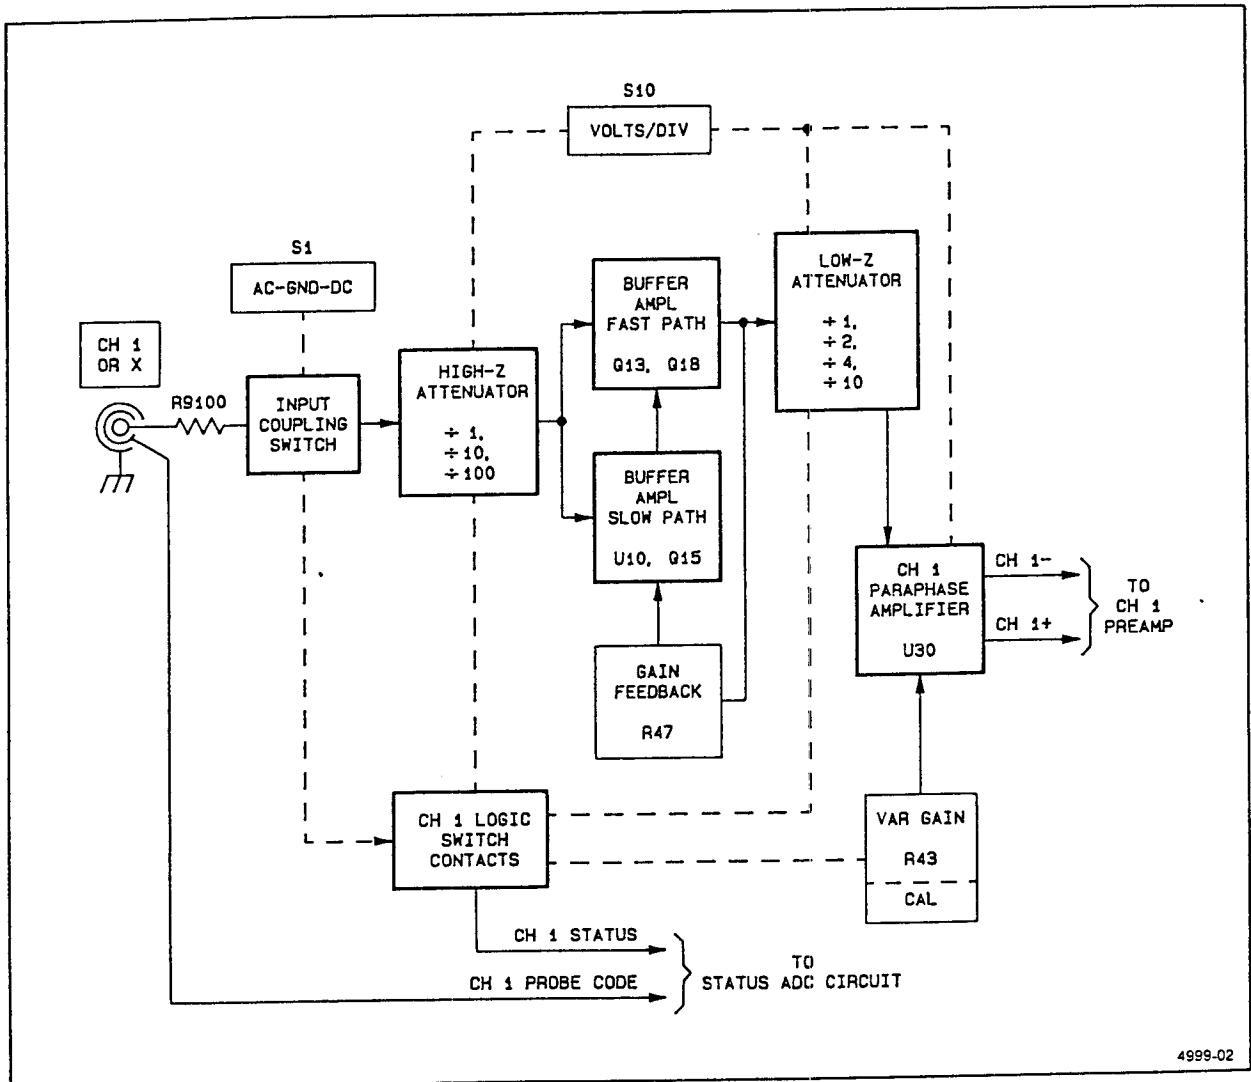 S10
VOLTS/DIV
S1
AC-GND-DC
CH 1
OR X
R9100
INPUT
COUPLING
SWITCH
HIGH-Z
ATTENUATOR
÷ 1,
÷ 10,
÷ 100
BUFFER
AMPL
FAST PATH
Q13, Q18
BUFFER
AMPL
SLOW PATH
U10, Q15
GAIN
FEEDBACK
R47
LOW-Z
ATTENUATOR
÷ 1,
÷ 2,
÷ 4,
÷ 10
CH 1
PARAPHASE
AMPLIFIER
U30
CH 1-
CH 1+
TO
CH 1
PREAMP
CH 1 LOGIC
SWITCH
CONTACTS
VAR GAIN
R43
CAL
CH 1 STATUS
CH 1 PROBE CODE
TO
STATUS ADC CIRCUIT
4999-02